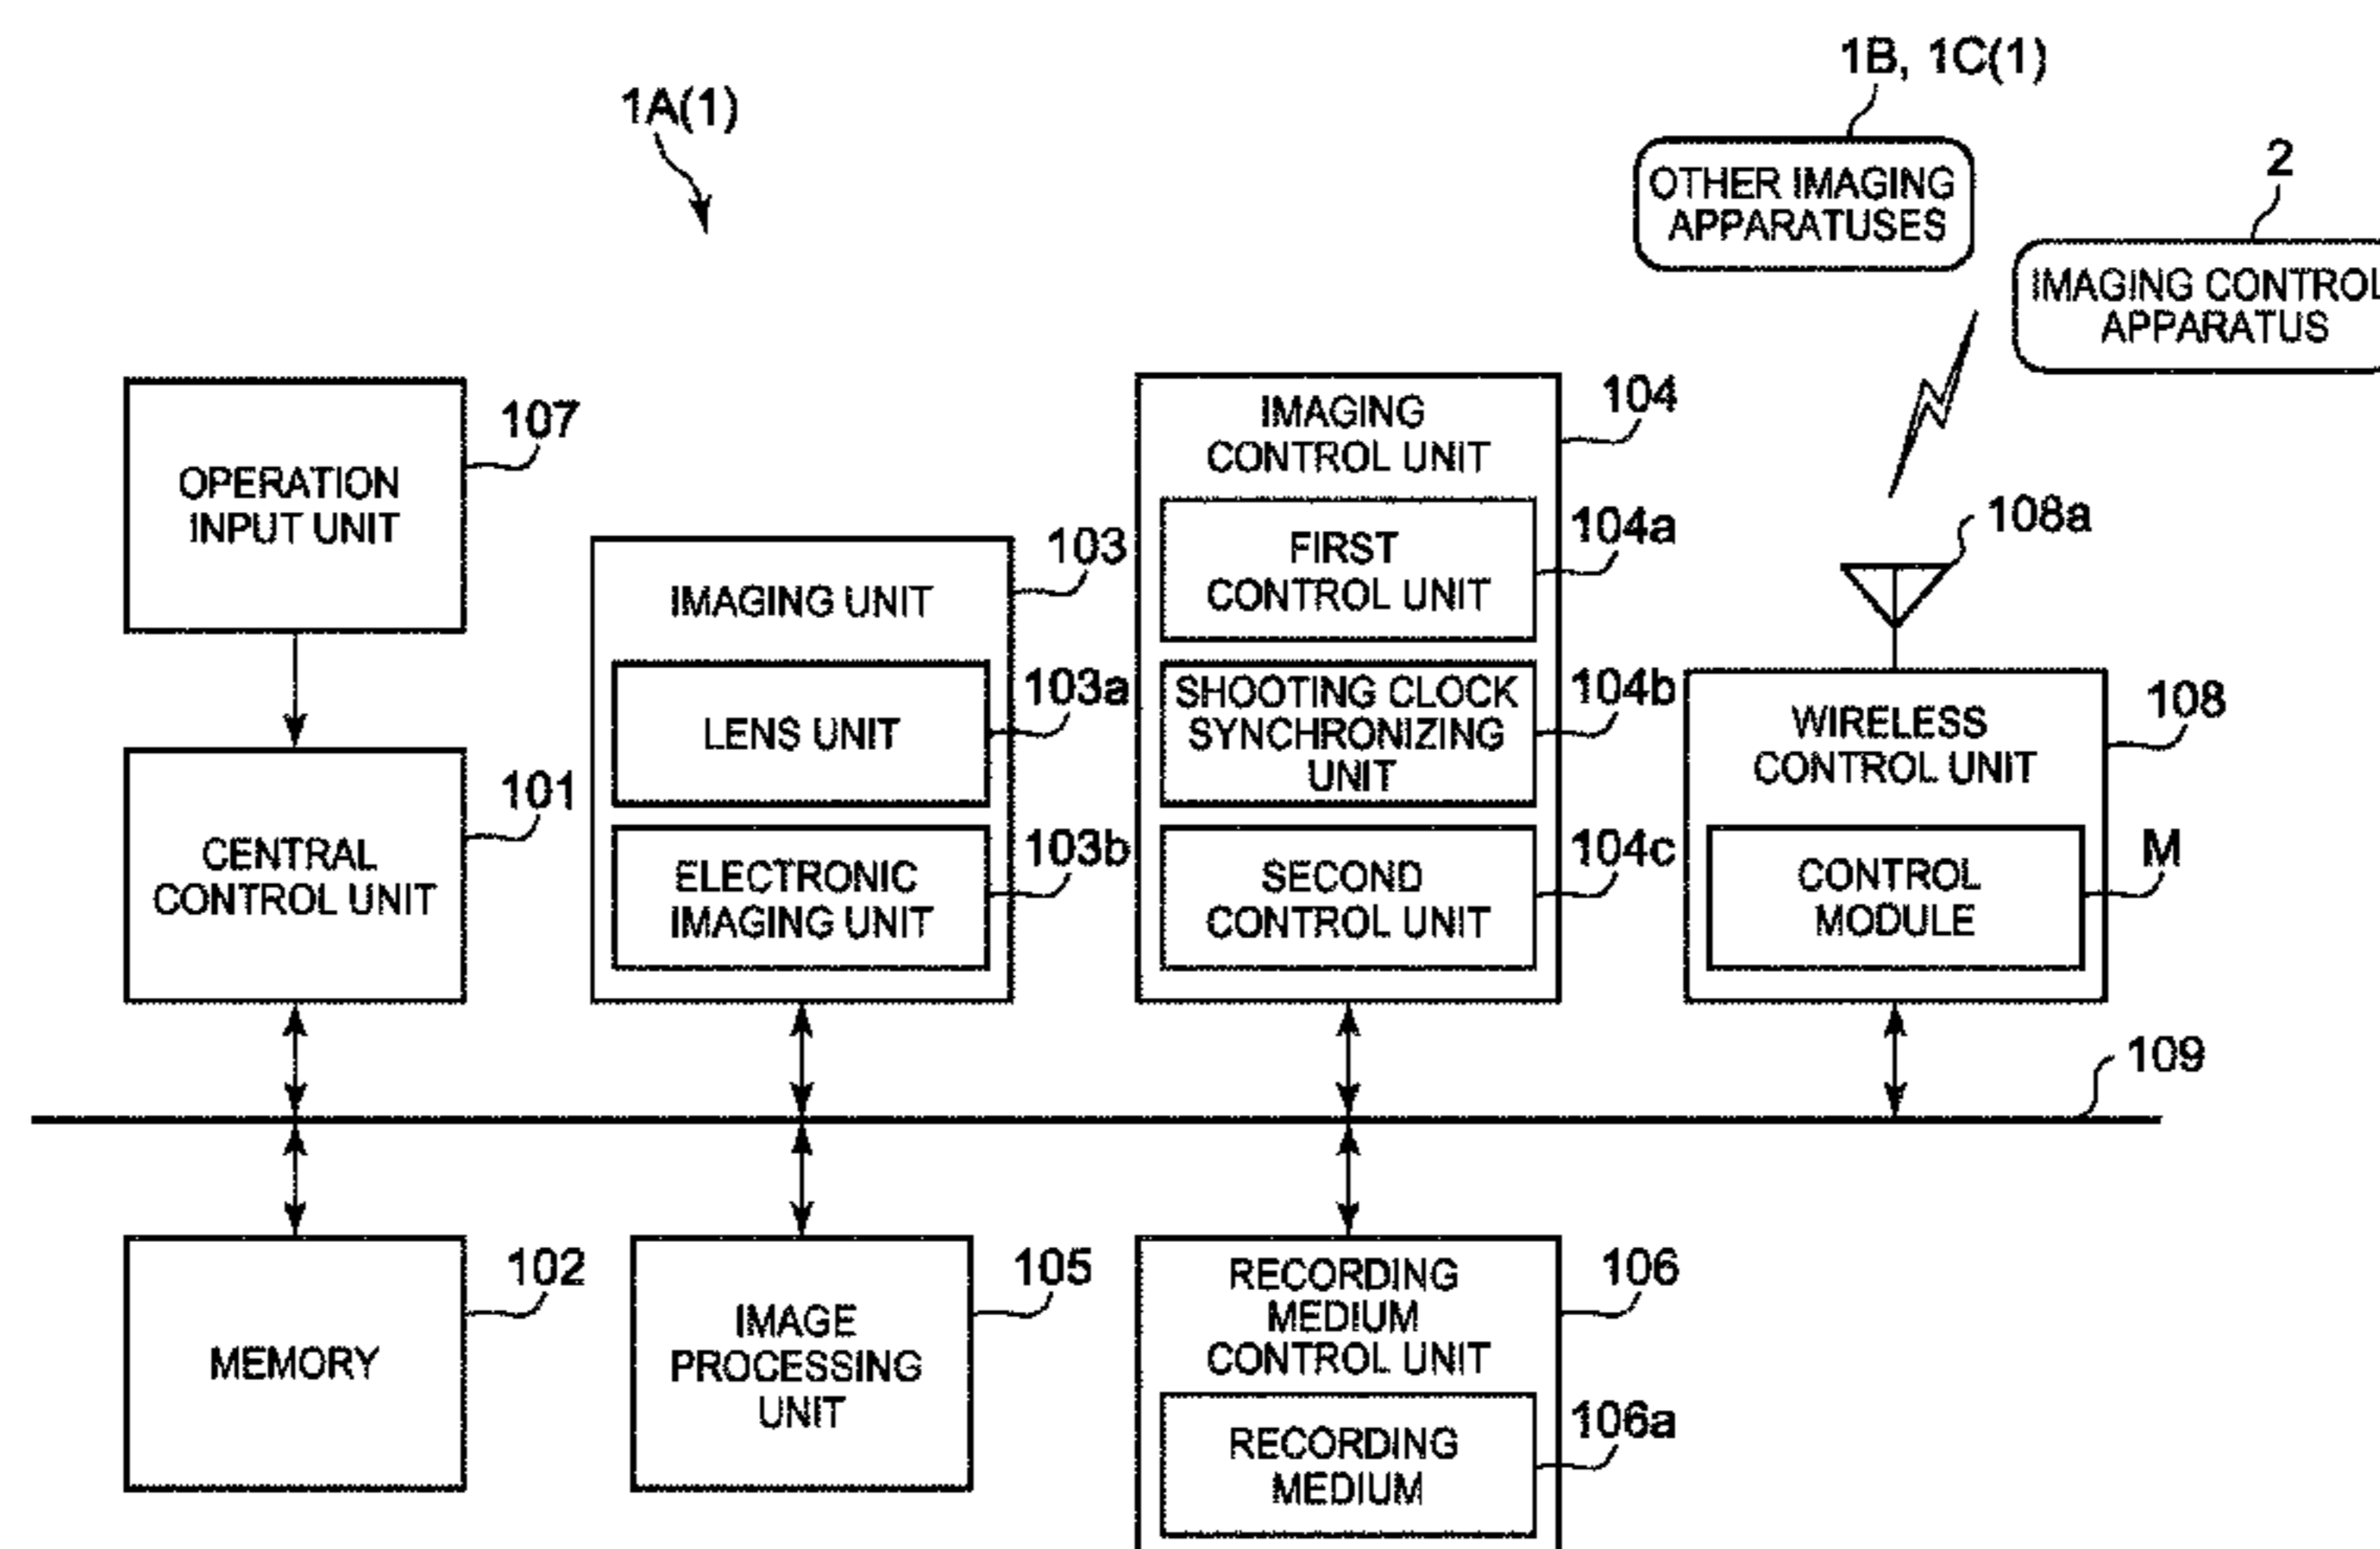 1B, 1C(1)
1A(1)
OTHER IMAGING
APPARATUSES
2
IMAGING CONTROL
APPARATUS
OPERATION
INPUT UNIT
107
IMAGING
CONTROL UNIT
104
FIRST
CONTROL UNIT
104a
SHOOTING CLOCK
SYNCHRONIZING
UNIT
104b
SECOND
CONTROL UNIT
104c
108a
IMAGING UNIT
103
LENS UNIT
103a
ELECTRONIC
IMAGING UNIT
103b
CENTRAL
CONTROL UNIT
101
WIRELESS
CONTROL UNIT
108
CONTROL
MODULE
M
109
MEMORY
102
IMAGE
PROCESSING
UNIT
105
RECORDING
MEDIUM
CONTROL UNIT
106
RECORDING
MEDIUM
106a